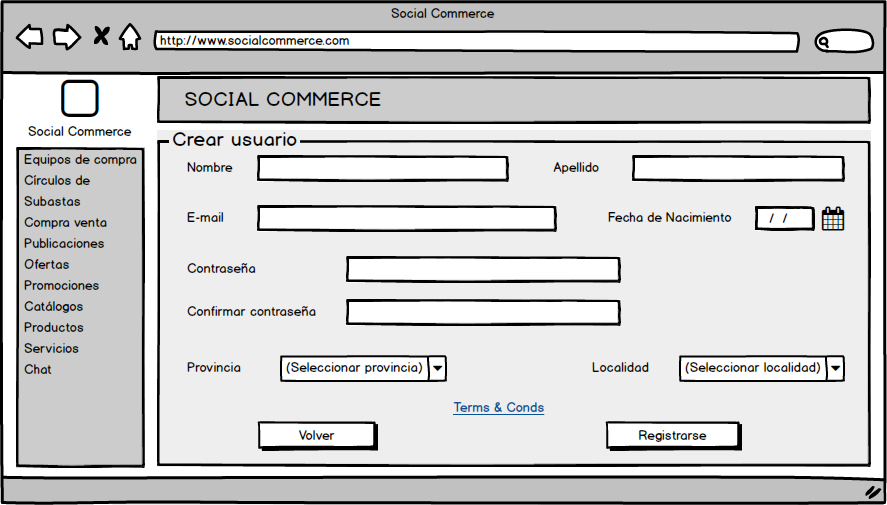 Social Commerce
http://www.socialcommerce.com
Social Commerce
Equipos de compra
Círculos de
Subastas
Compra venta
Publicaciones
Ofertas
Promociones
Catálogos
Productos
Servicios
Chat
SOCIAL COMMERCE
Crear usuario
Nombre
Apellido
E-mail
Fecha de Nacimiento
/ /
Contraseña
Confirmar contraseña
Provincia
(Seleccionar provincia)
Localidad
(Seleccionar localidad)
Terms & Conds
Volver
Registrarse